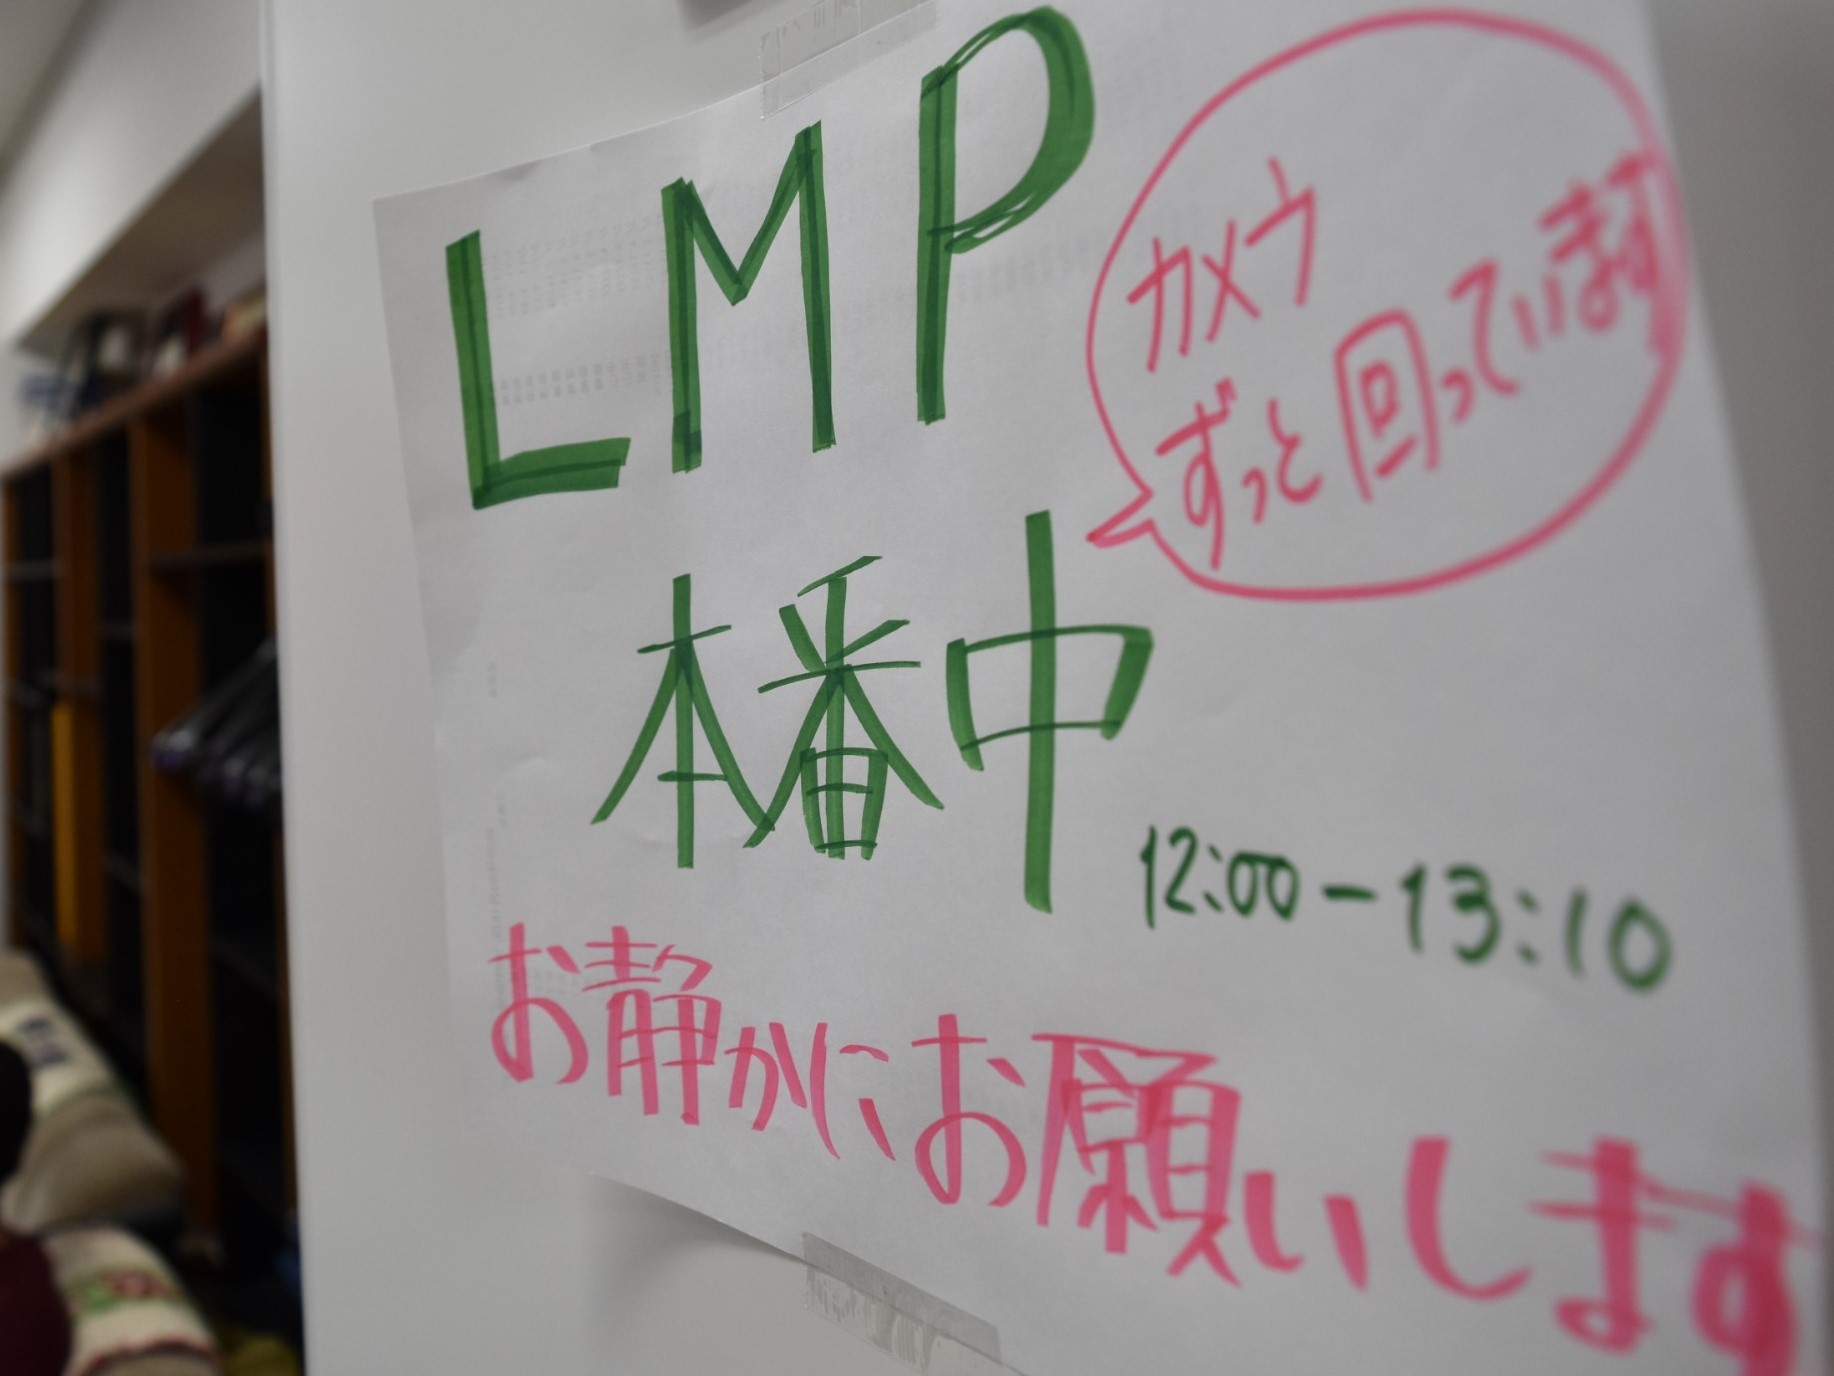 LMP
カメラ
ずっと回っています
本番中
12:00-13:10
お静かにお願いします